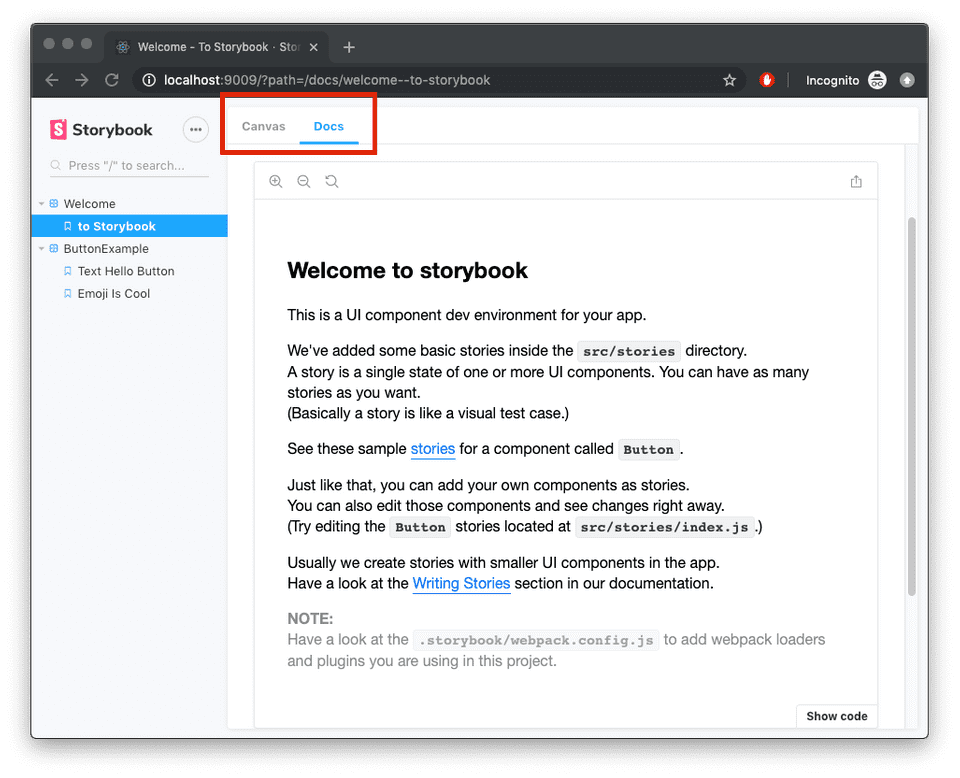 Welcome - To Storybook · Sto
localhost:9009/?path=/docs/welcome--to-storybook
Incognito
Storybook
Canvas
Docs
Press "/" to search...
Welcome
to Storybook
ButtonExample
Text Hello Button
Emoji Is Cool
Welcome to storybook
This is a UI component dev environment for your app.
We've added some basic stories inside the src/stories directory.
A story is a single state of one or more UI components. You can have as many
stories as you want.
(Basically a story is like a visual test case.)
See these sample stories for a component called Button.
Just like that, you can add your own components as stories.
You can also edit those components and see changes right away.
(Try editing the Button stories located at src/stories/index.js.)
Usually we create stories with smaller UI components in the app.
Have a look at the Writing Stories section in our documentation.
NOTE:
Have a look at the .storybook/webpack.config.js to add webpack loaders
and plugins you are using in this project.
Show code